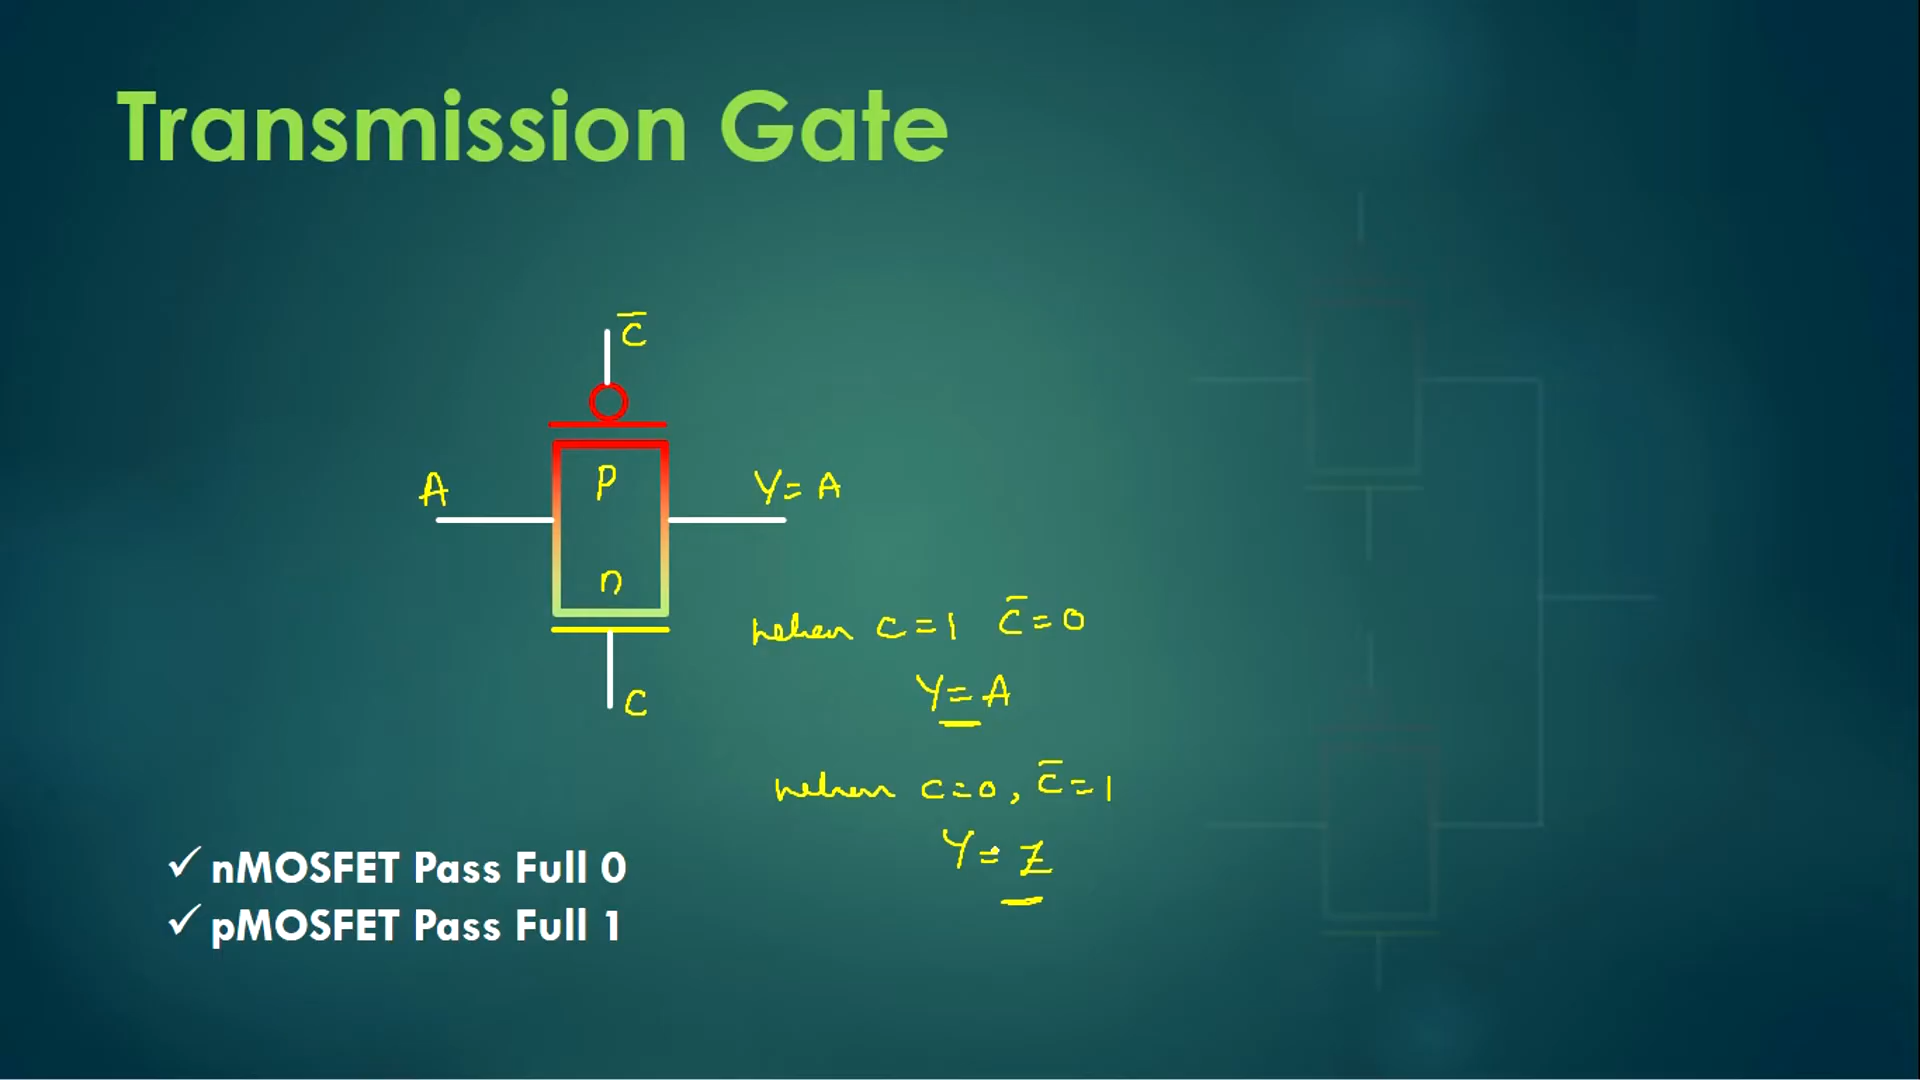 Transmission Gate
C̅
p
A
Y = A
n
when C = 1 C̅ = 0
Y = A
C
when C = 0, C̅ = 1
Y = Z
✓ nMOSFET Pass Full 0
✓ pMOSFET Pass Full 1